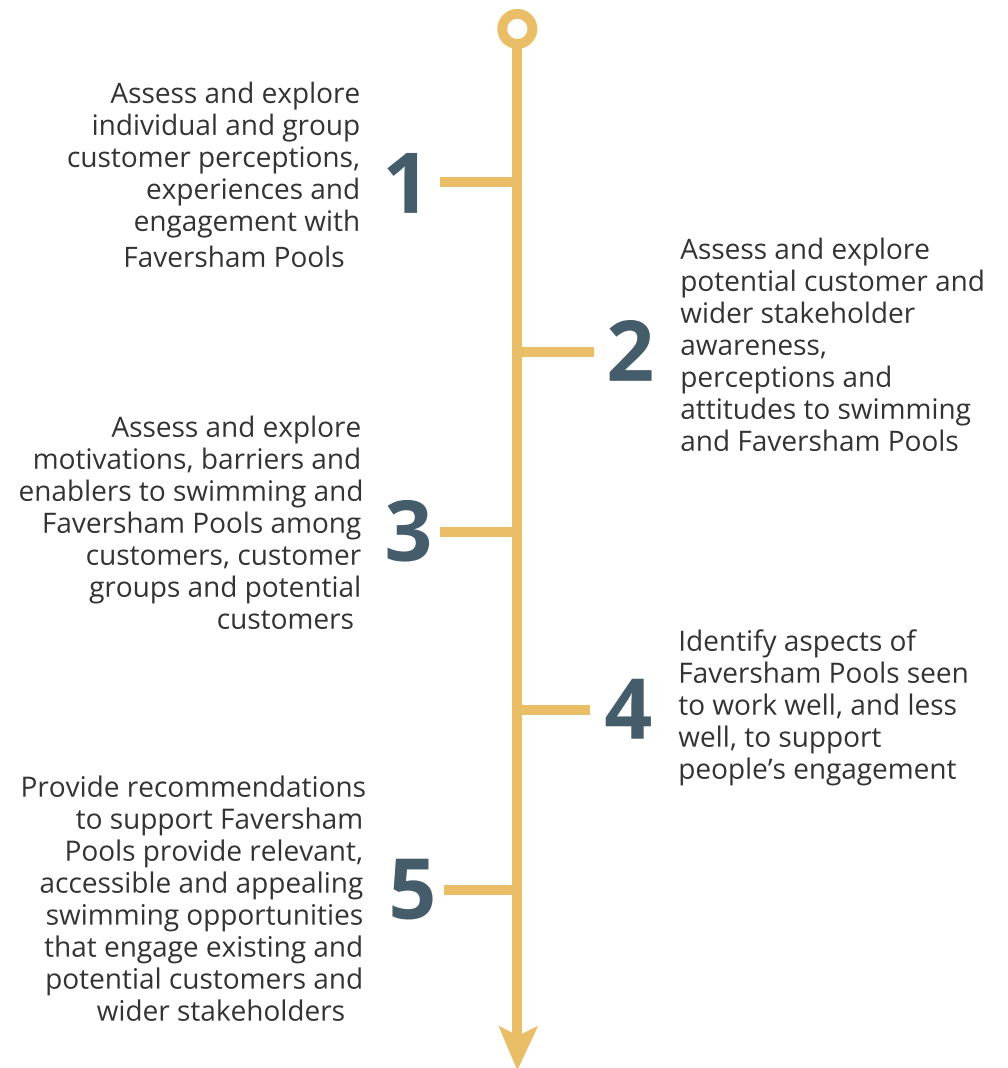 Assess and explore
individual and group
customer perceptions,
experiences and
engagement with
Faversham Pools
1
Assess and explore
potential customer and
wider stakeholder
awareness,
perceptions and
attitudes to swimming
and Faversham Pools
2
Assess and explore
motivations, barriers and
enablers to swimming and
Faversham Pools among
customers, customer
groups and potential
customers
3
Identify aspects of
Faversham Pools seen
to work well, and less
well, to support
people’s engagement
4
Provide recommendations
to support Faversham
Pools provide relevant,
accessible and appealing
swimming opportunities
that engage existing and
potential customers and
wider stakeholders
5